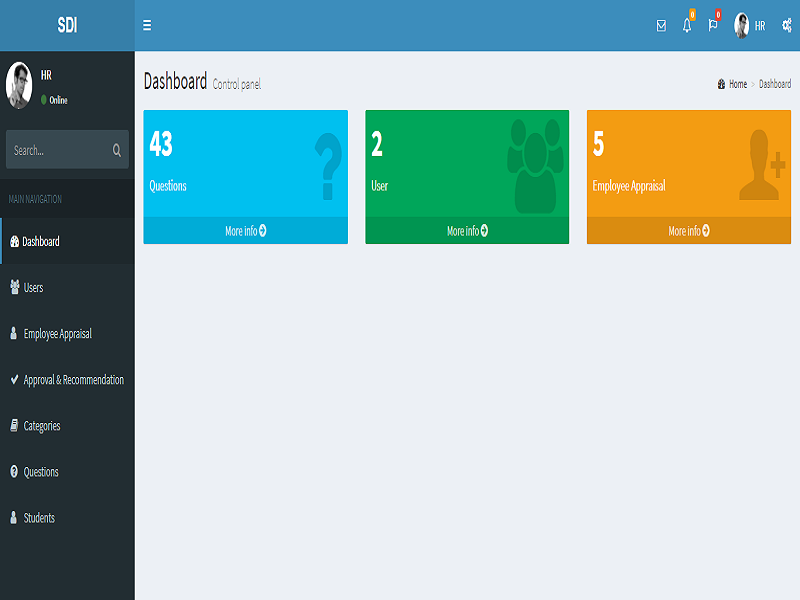 SDI
0
0
HR
HR
Online
Search...
MAIN NAVIGATION
Dashboard
Users
Employee Appraisal
Approval & Recommendation
Categories
Questions
Students
Dashboard Control panel
Home > Dashboard
43
Questions
More info
2
User
More info
5
Employee Appraisal
More info